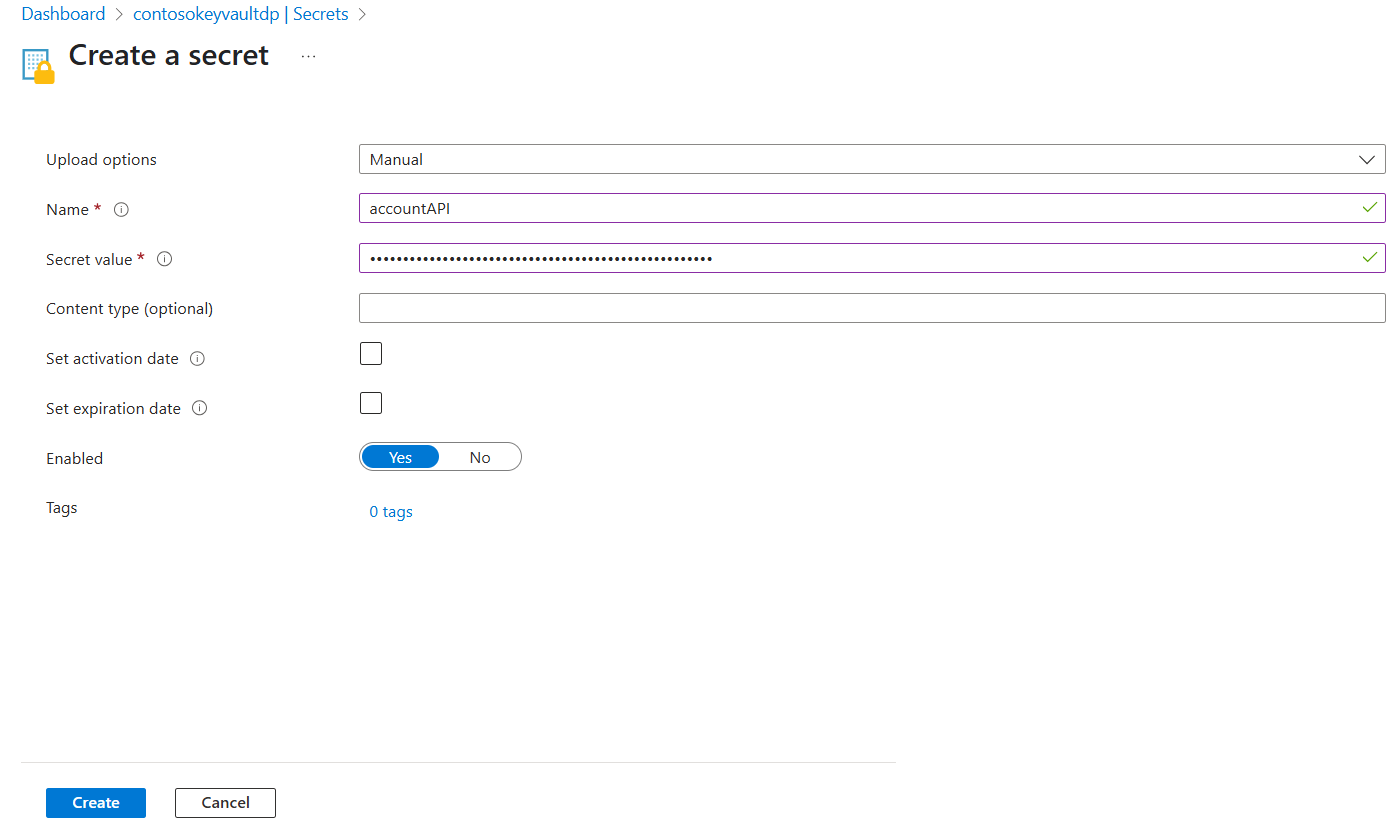 Dashboard > contosokeyvaultdp | Secrets >
Create a secret ...
Upload options Manual
Name * accountAPI
Secret value * ••••••••••••••••••••••••••••••••••••••••••••••••••••
Content type (optional)
Set activation date
Set expiration date
Enabled Yes No
Tags 0 tags
Create Cancel